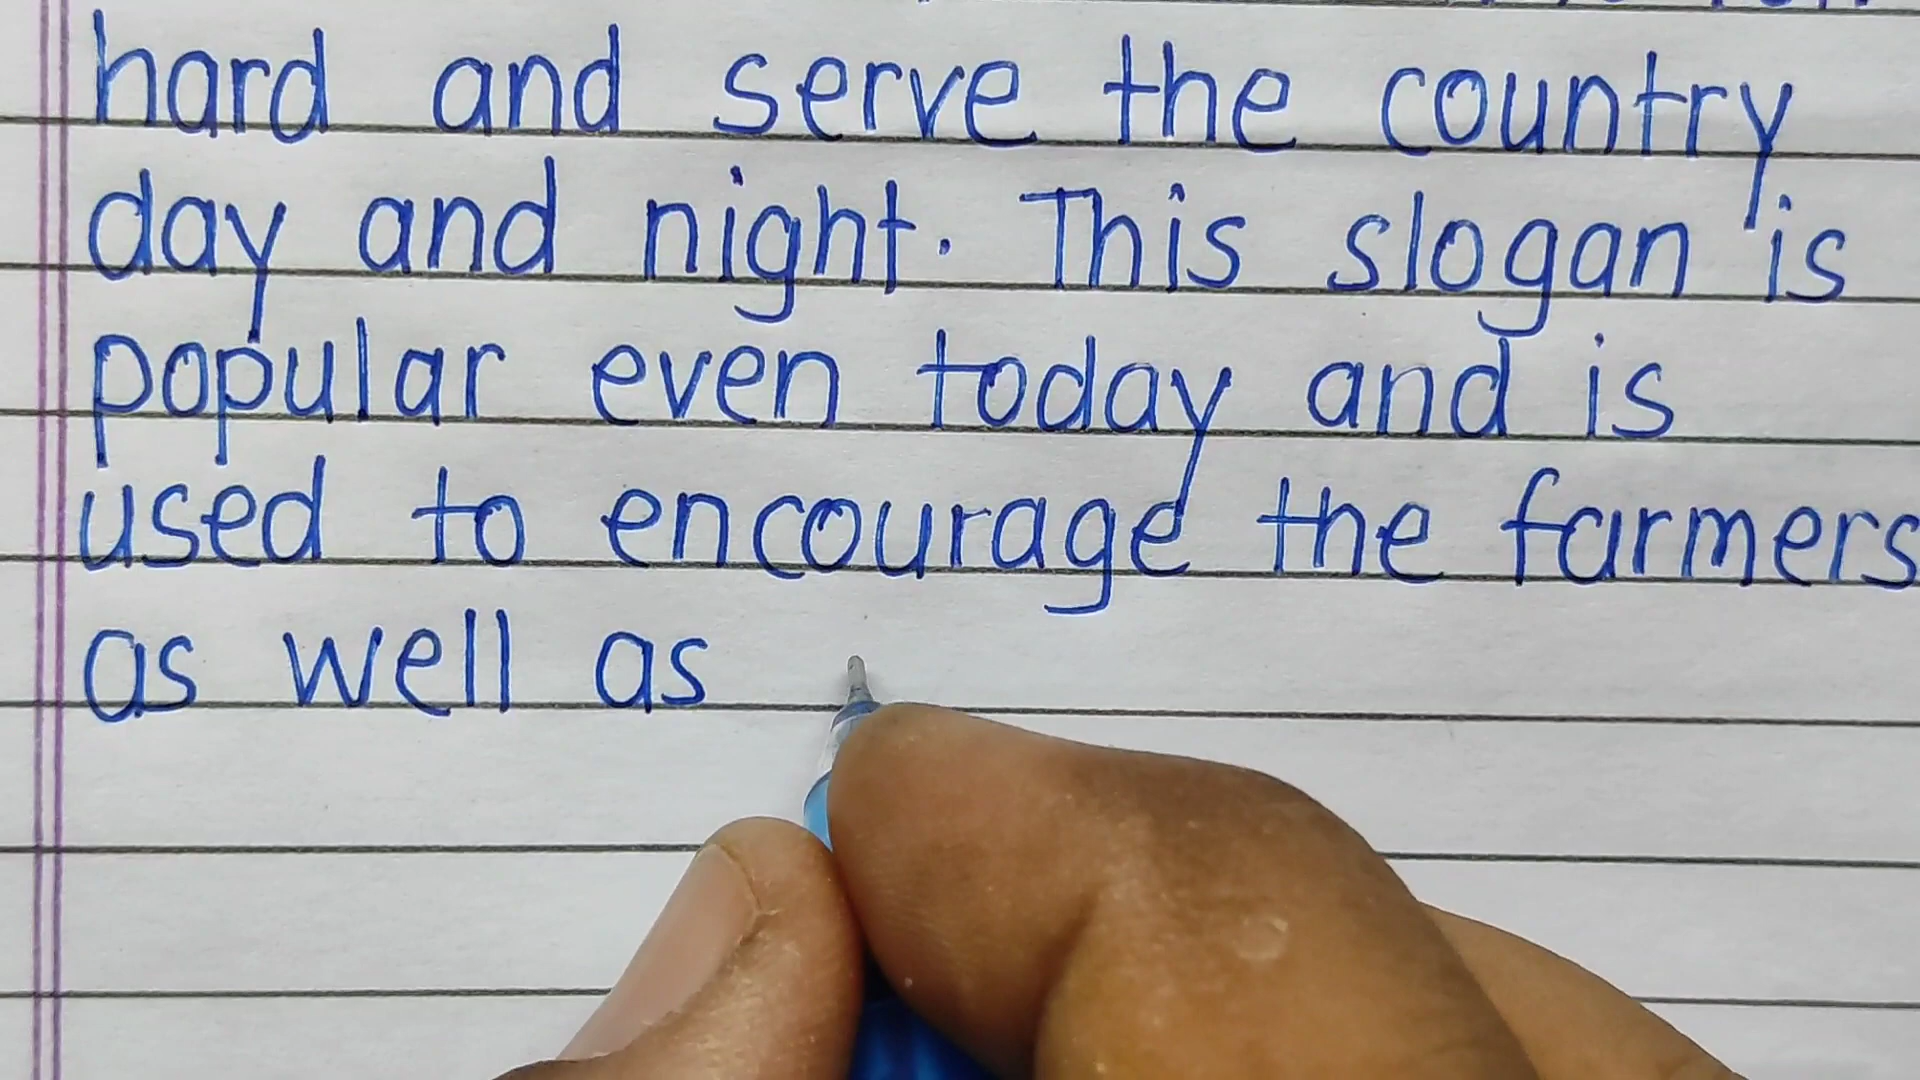 hard and serve the country
day and night. This slogan is
popular even today and is
used to encourage the farmers
as well as